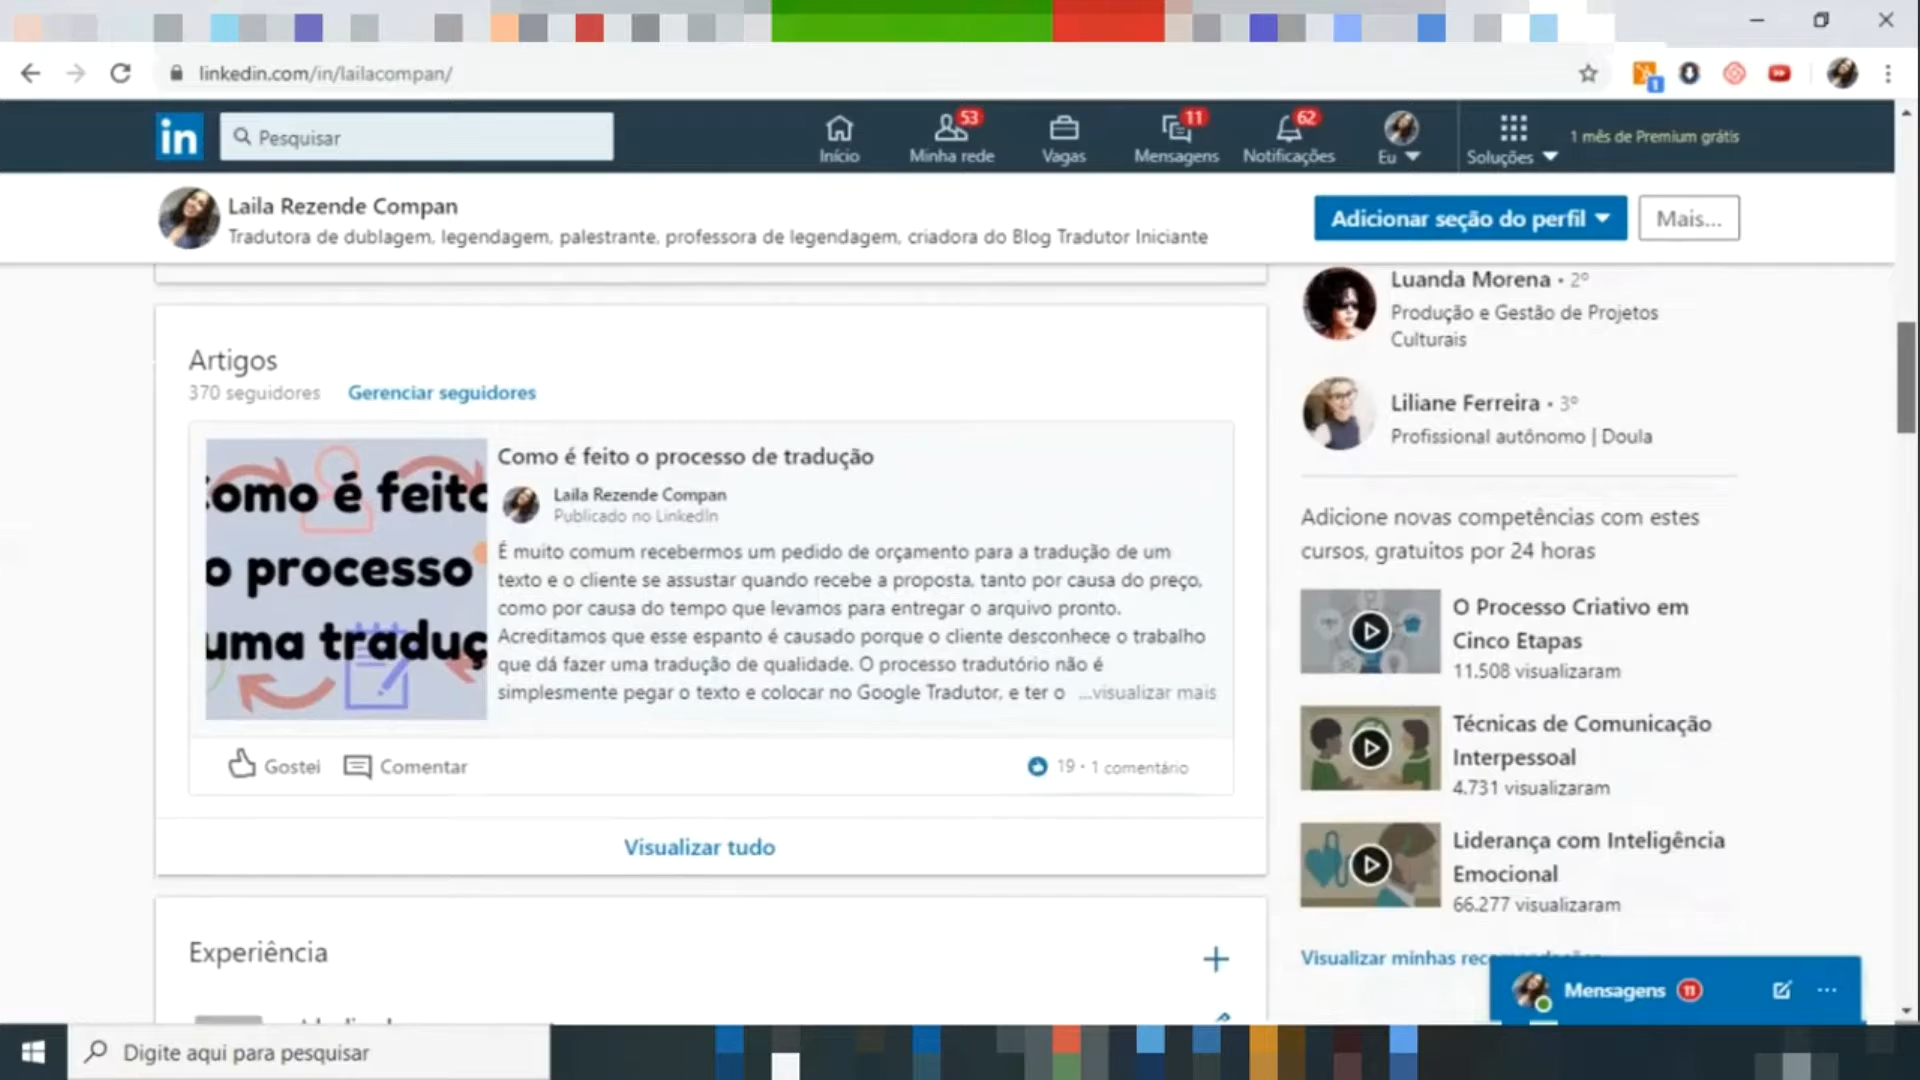 linkedin.com/in/lailacompan/
1
in
Pesquisar
Início
53
Minha rede
Vagas
11
Mensagens
62
Notificações
Eu
Soluções
1 mês de Premium grátis
Laila Rezende Compan
Tradutora de dublagem, legendagem, palestrante, professora de legendagem, criadora do Blog Tradutor Iniciante
Adicionar seção do perfil
Mais...
Artigos
370 seguidores Gerenciar seguidores
omo é feito
o processo
uma traduç
Como é feito o processo de tradução
Laila Rezende Compan
Publicado no LinkedIn
É muito comum recebermos um pedido de orçamento para a tradução de um
texto e o cliente se assustar quando recebe a proposta, tanto por causa do preço,
como por causa do tempo que levamos para entregar o arquivo pronto.
Acreditamos que esse espanto é causado porque o cliente desconhece o trabalho
que dá fazer uma tradução de qualidade. O processo tradutório não é
simplesmente pegar o texto e colocar no Google Tradutor, e ter o ...visualizar mais
Gostei Comentar
19 • 1 comentário
Visualizar tudo
Experiência
Luanda Morena • 2º
Produção e Gestão de Projetos
Culturais
Liliane Ferreira • 3º
Profissional autônomo | Doula
Adicione novas competências com estes
cursos, gratuitos por 24 horas
O Processo Criativo em
Cinco Etapas
11.508 visualizaram
Técnicas de Comunicação
Interpessoal
4.731 visualizaram
Liderança com Inteligência
Emocional
66.277 visualizaram
Visualizar minhas
Mensagens 11
Digite aqui para pesquisar